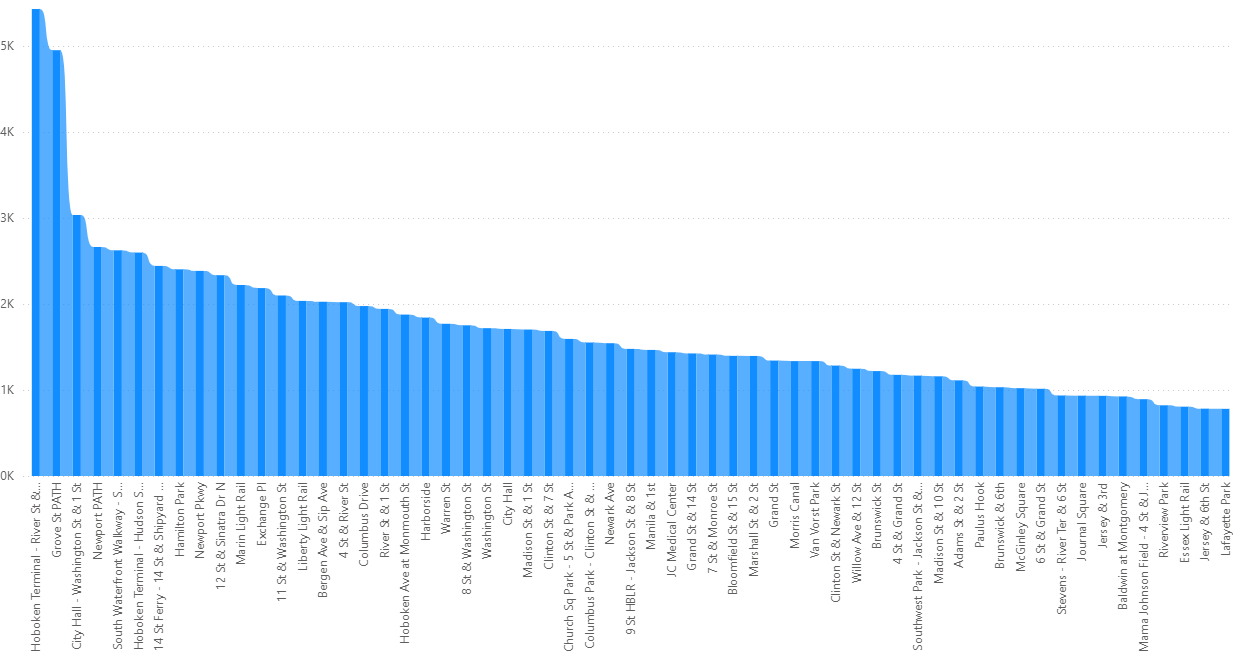 5K
4K
3K
2K
1K
0K
Hoboken Terminal - River St &...
Grove St PATH
City Hall - Washington St & 1 St
Newport PATH
South Waterfront Walkway - S...
Hoboken Terminal - Hudson S...
14 St Ferry - 14 St & Shipyard ...
Hamilton Park
Newport Pkwy
12 St & Sinatra Dr N
Marin Light Rail
Exchange Pl
11 St & Washington St
Liberty Light Rail
Bergen Ave & Sip Ave
4 St & River St
Columbus Drive
River St & 1 St
Hoboken Ave at Monmouth St
Harborside
Warren St
8 St & Washington St
Washington St
City Hall
Madison St & 1 St
Clinton St & 7 St
Church Sq Park - 5 St & Park A...
Columbus Park - Clinton St & ...
Newark Ave
9 St HBLR - Jackson St & 8 St
Manila & 1st
JC Medical Center
Grand St & 14 St
7 St & Monroe St
Bloomfield St & 15 St
Marshall St & 2 St
Grand St
Morris Canal
Van Vorst Park
Clinton St & Newark St
Willow Ave & 12 St
Brunswick St
4 St & Grand St
Southwest Park - Jackson St &...
Madison St & 10 St
Adams St & 2 St
Paulus Hook
Brunswick & 6th
McGinley Square
6 St & Grand St
Stevens - River Ter & 6 St
Journal Square
Jersey & 3rd
Baldwin at Montgomery
Mama Johnson Field - 4 St & J...
Riverview Park
Essex Light Rail
Jersey & 6th St
Lafayette Park